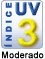 ÍNDICE
UV
3
Moderado